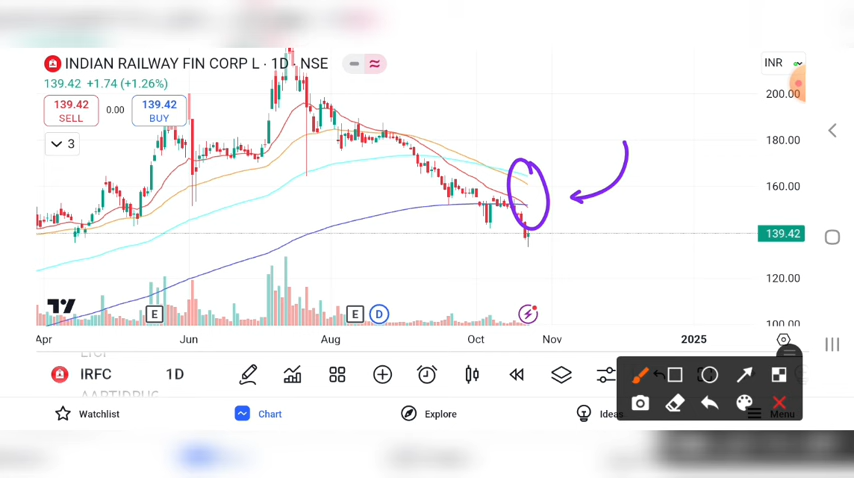 INDIAN RAILWAY FIN CORP L · 1D · NSE
INR
139.42 +1.74 (+1.26%)
139.42
SELL
0.00
139.42
BUY
3
200.00
180.00
160.00
139.42
120.00
100.00
E
E
D
Apr
Jun
Aug
Oct
Nov
2025
IRFC
1D
Watchlist
Chart
Explore
Ideas
Menu